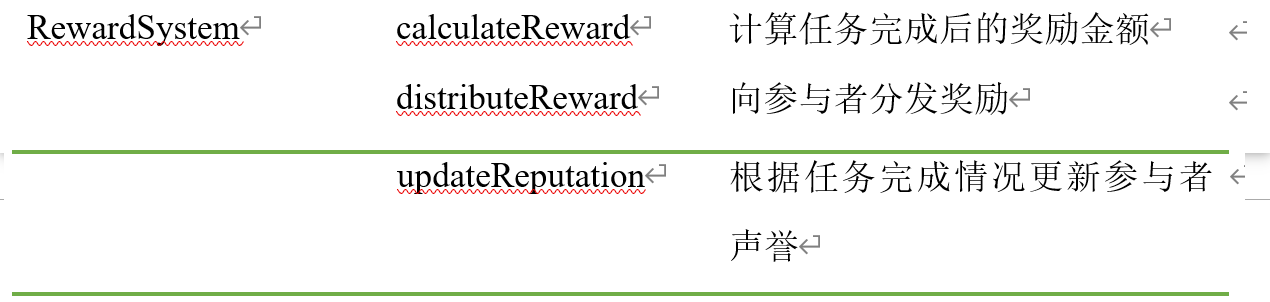 RewardSystem calculateReward 计算任务完成后的奖励金额
distributeReward 向参与者分发奖励
updateReputation 根据任务完成情况更新参与者
声誉